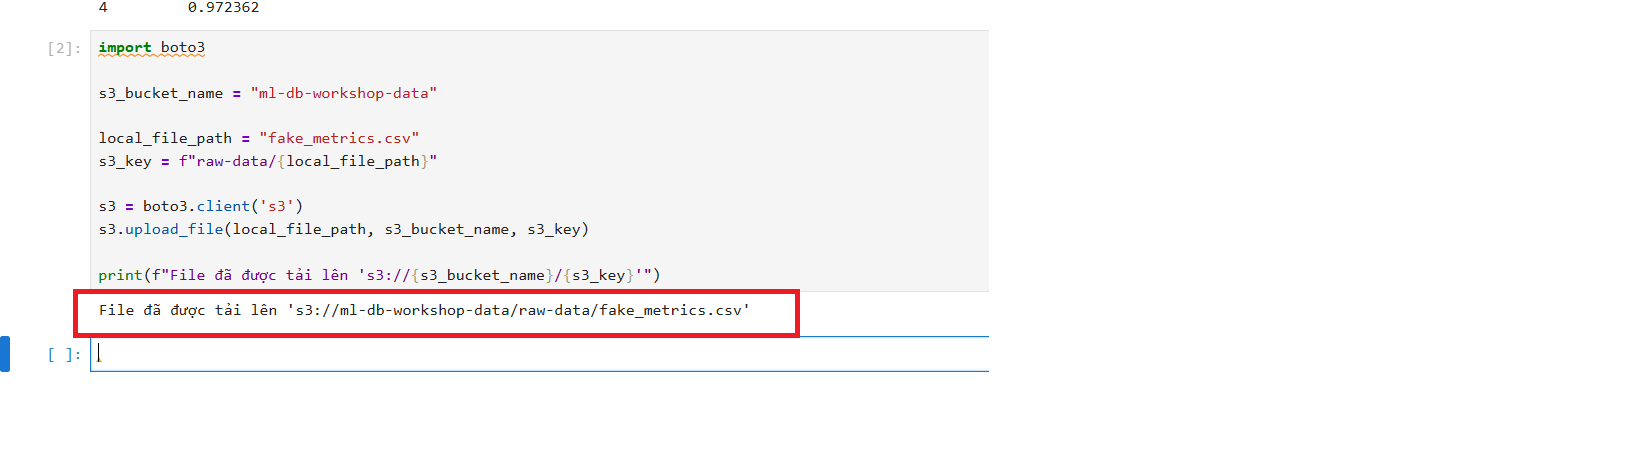 4 0.972362
[2]: import boto3
s3_bucket_name = "ml-db-workshop-data"
local_file_path = "fake_metrics.csv"
s3_key = f"raw-data/{local_file_path}"
s3 = boto3.client('s3')
s3.upload_file(local_file_path, s3_bucket_name, s3_key)
print(f"File đã được tải lên 's3://{s3_bucket_name}/{s3_key}'")
File đã được tải lên 's3://ml-db-workshop-data/raw-data/fake_metrics.csv'
[ ]: